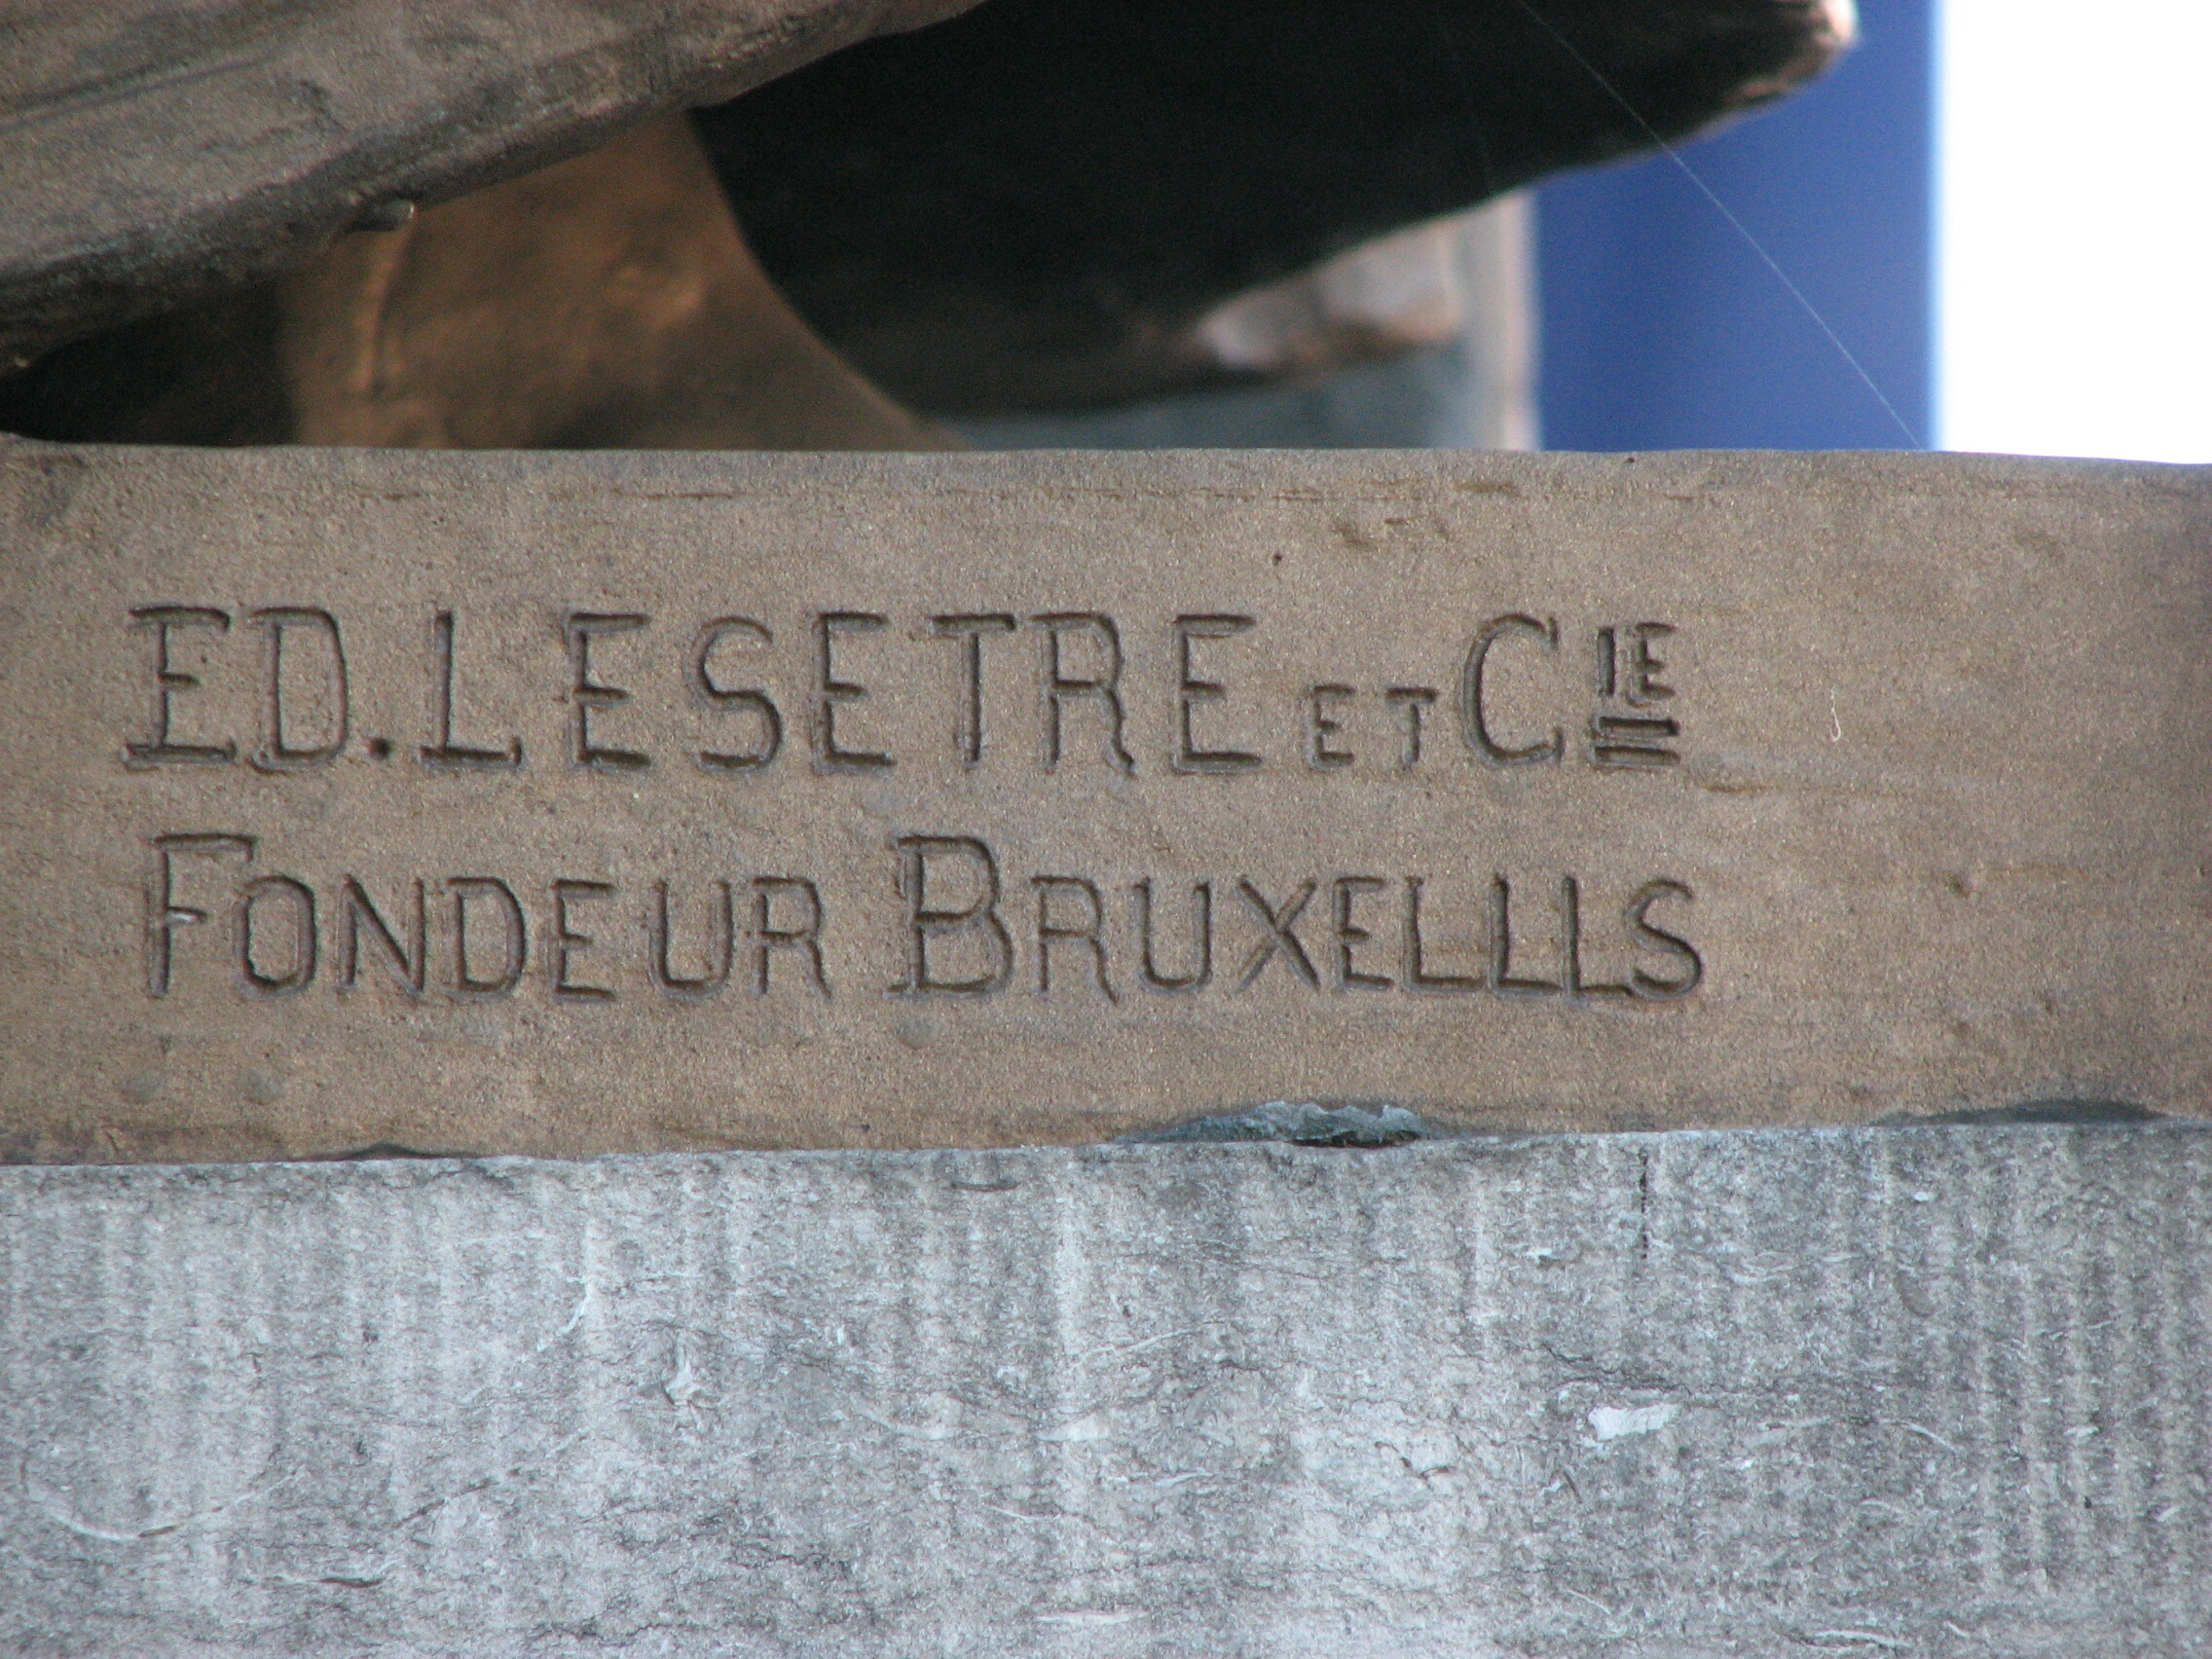 ED. LESETRE ET CIE
FONDEUR BRUXELLLS